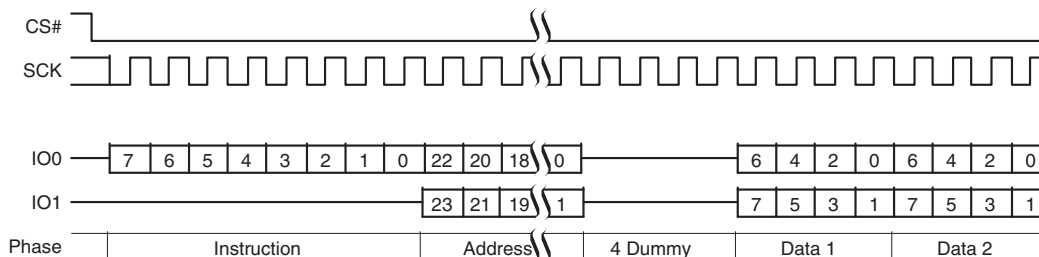 CS#
SCK
IO0 7 6 5 4 3 2 1 0 22 20 18 0 6 4 2 0 6 4 2 0
IO1 23 21 19 1 7 5 3 1 7 5 3 1
Phase Instruction Address 4 Dummy Data 1 Data 2